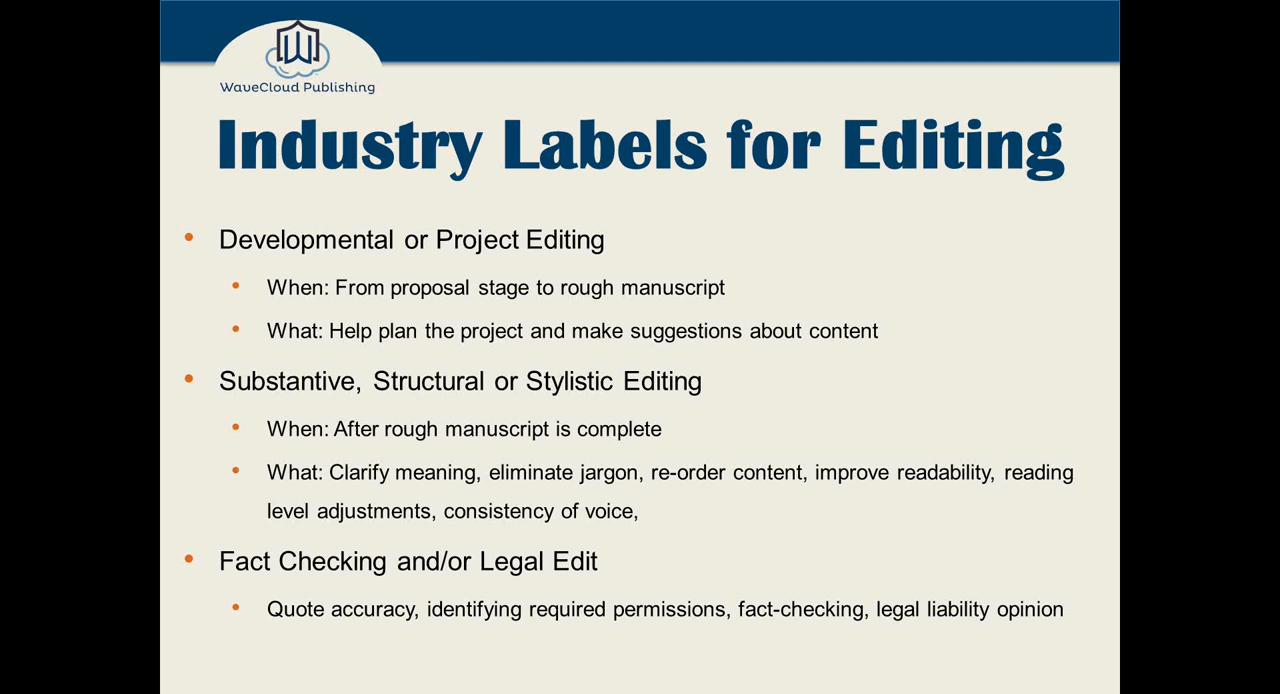 WaveCloud Publishing
Industry Labels for Editing
• Developmental or Project Editing
• When: From proposal stage to rough manuscript
• What: Help plan the project and make suggestions about content
• Substantive, Structural or Stylistic Editing
• When: After rough manuscript is complete
• What: Clarify meaning, eliminate jargon, re-order content, improve readability, reading
level adjustments, consistency of voice,
• Fact Checking and/or Legal Edit
• Quote accuracy, identifying required permissions, fact-checking, legal liability opinion